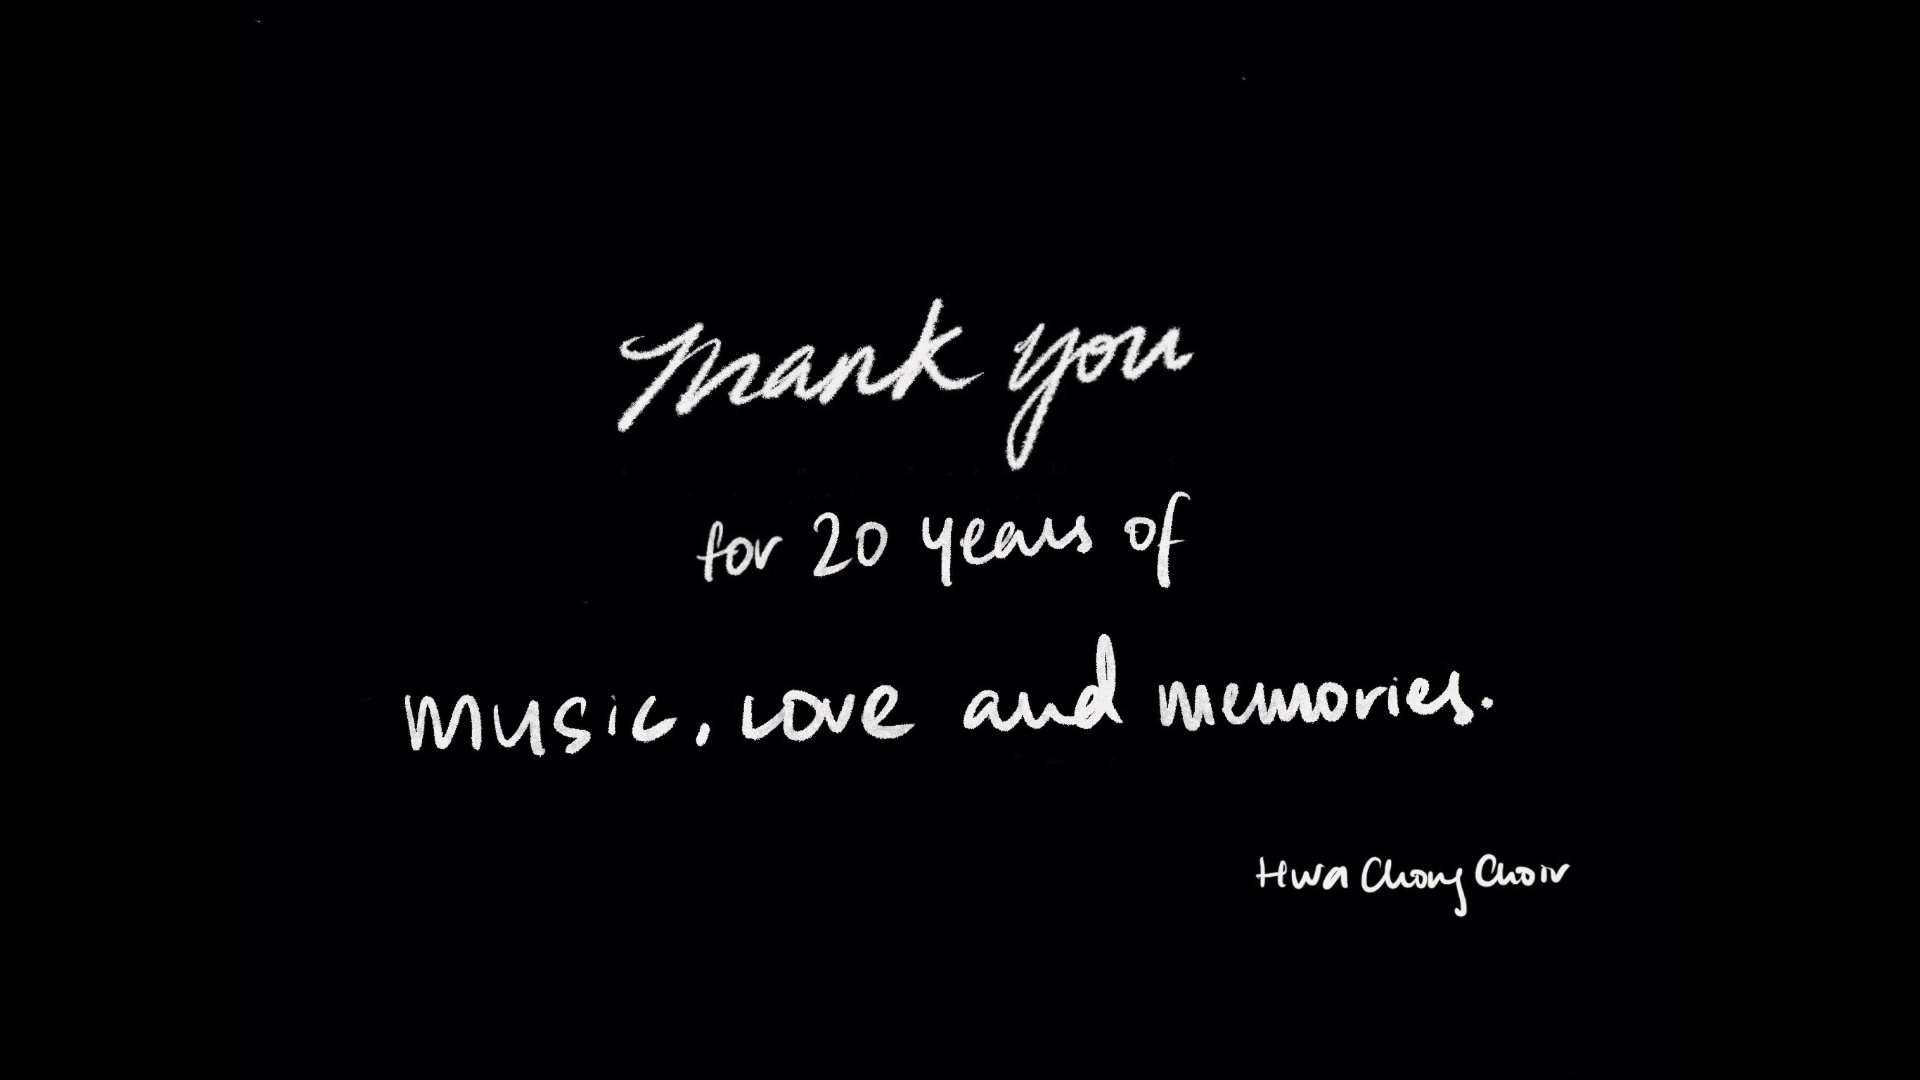 Thank you
for 20 years of
music, love and memories.
Hwa Chong Choir